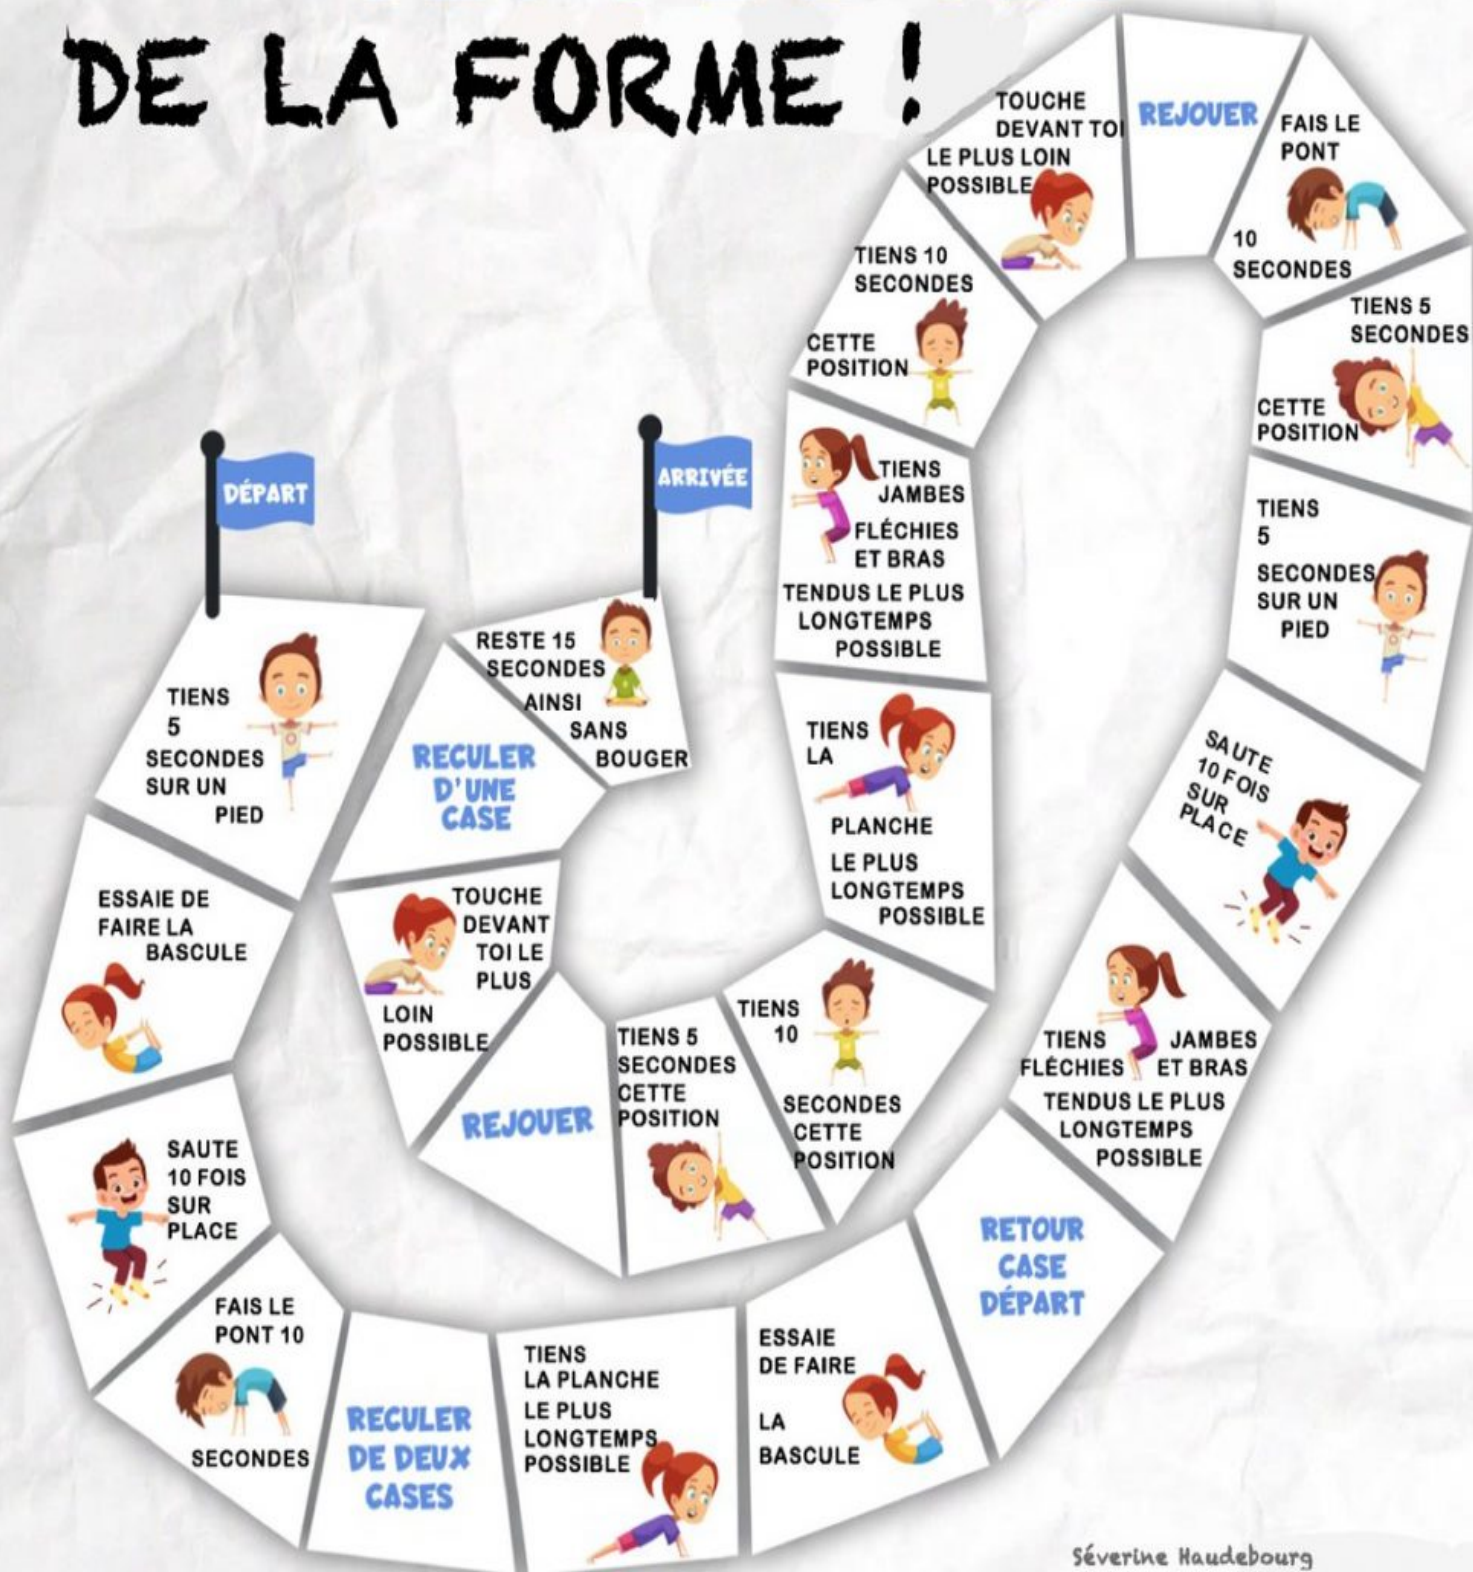 DE LA FORME !
DÉPART
TIENS
5
SECONDES
SUR UN
PIED
ESSAIE DE
FAIRE LA
BASCULE
SAUTE
10 FOIS
SUR
PLACE
FAIS LE
PONT 10
SECONDES
RECULER
DE DEUX
CASES
TIENS
LA PLANCHE
LE PLUS
LONGTEMPS
POSSIBLE
ESSAIE
DE FAIRE
LA
BASCULE
RETOUR
CASE
DÉPART
TIENS JAMBES
FLÉCHIES ET BRAS
TENDUS LE PLUS
LONGTEMPS
POSSIBLE
SAUTE
10 FOIS
SUR
PLACE
TIENS
5
SECONDES
SUR UN
PIED
TIENS 5
SECONDES
CETTE
POSITION
FAIS LE
PONT
10
SECONDES
REJOUER
TOUCHE
DEVANT TOI
LE PLUS LOIN
POSSIBLE
TIENS 10
SECONDES
CETTE
POSITION
TIENS
JAMBES
FLÉCHIES
ET BRAS
TENDUS LE PLUS
LONGTEMPS
POSSIBLE
TIENS
LA
PLANCHE
LE PLUS
LONGTEMPS
POSSIBLE
TIENS
10
SECONDES
CETTE
POSITION
TIENS 5
SECONDES
CETTE
POSITION
REJOUER
TOUCHE
DEVANT
TOI LE
PLUS
LOIN
POSSIBLE
RECULER
D'UNE
CASE
RESTE 15
SECONDES
AINSI
SANS
BOUGER
ARRIVÉE
Séverine Haudebourg